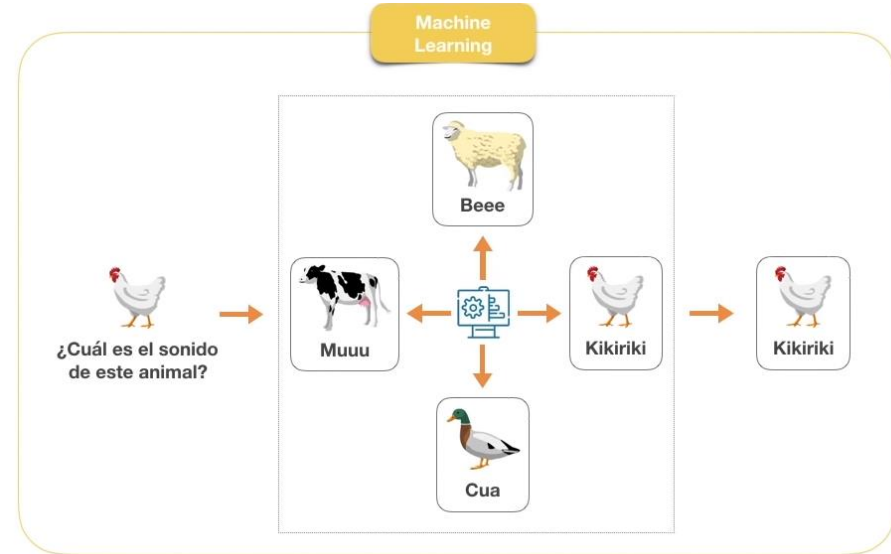 Machine
Learning
Beee
¿Cuál es el sonido
de este animal?
Muuu
Kikiriki
Kikiriki
Cua